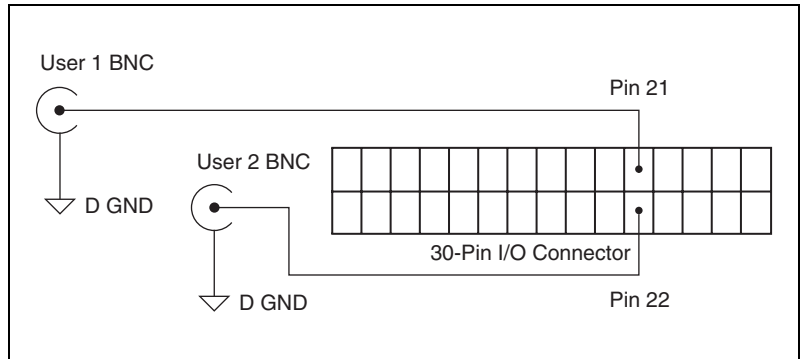 User 1 BNC
Pin 21
User 2 BNC
D GND
30-Pin I/O Connector
D GND
Pin 22